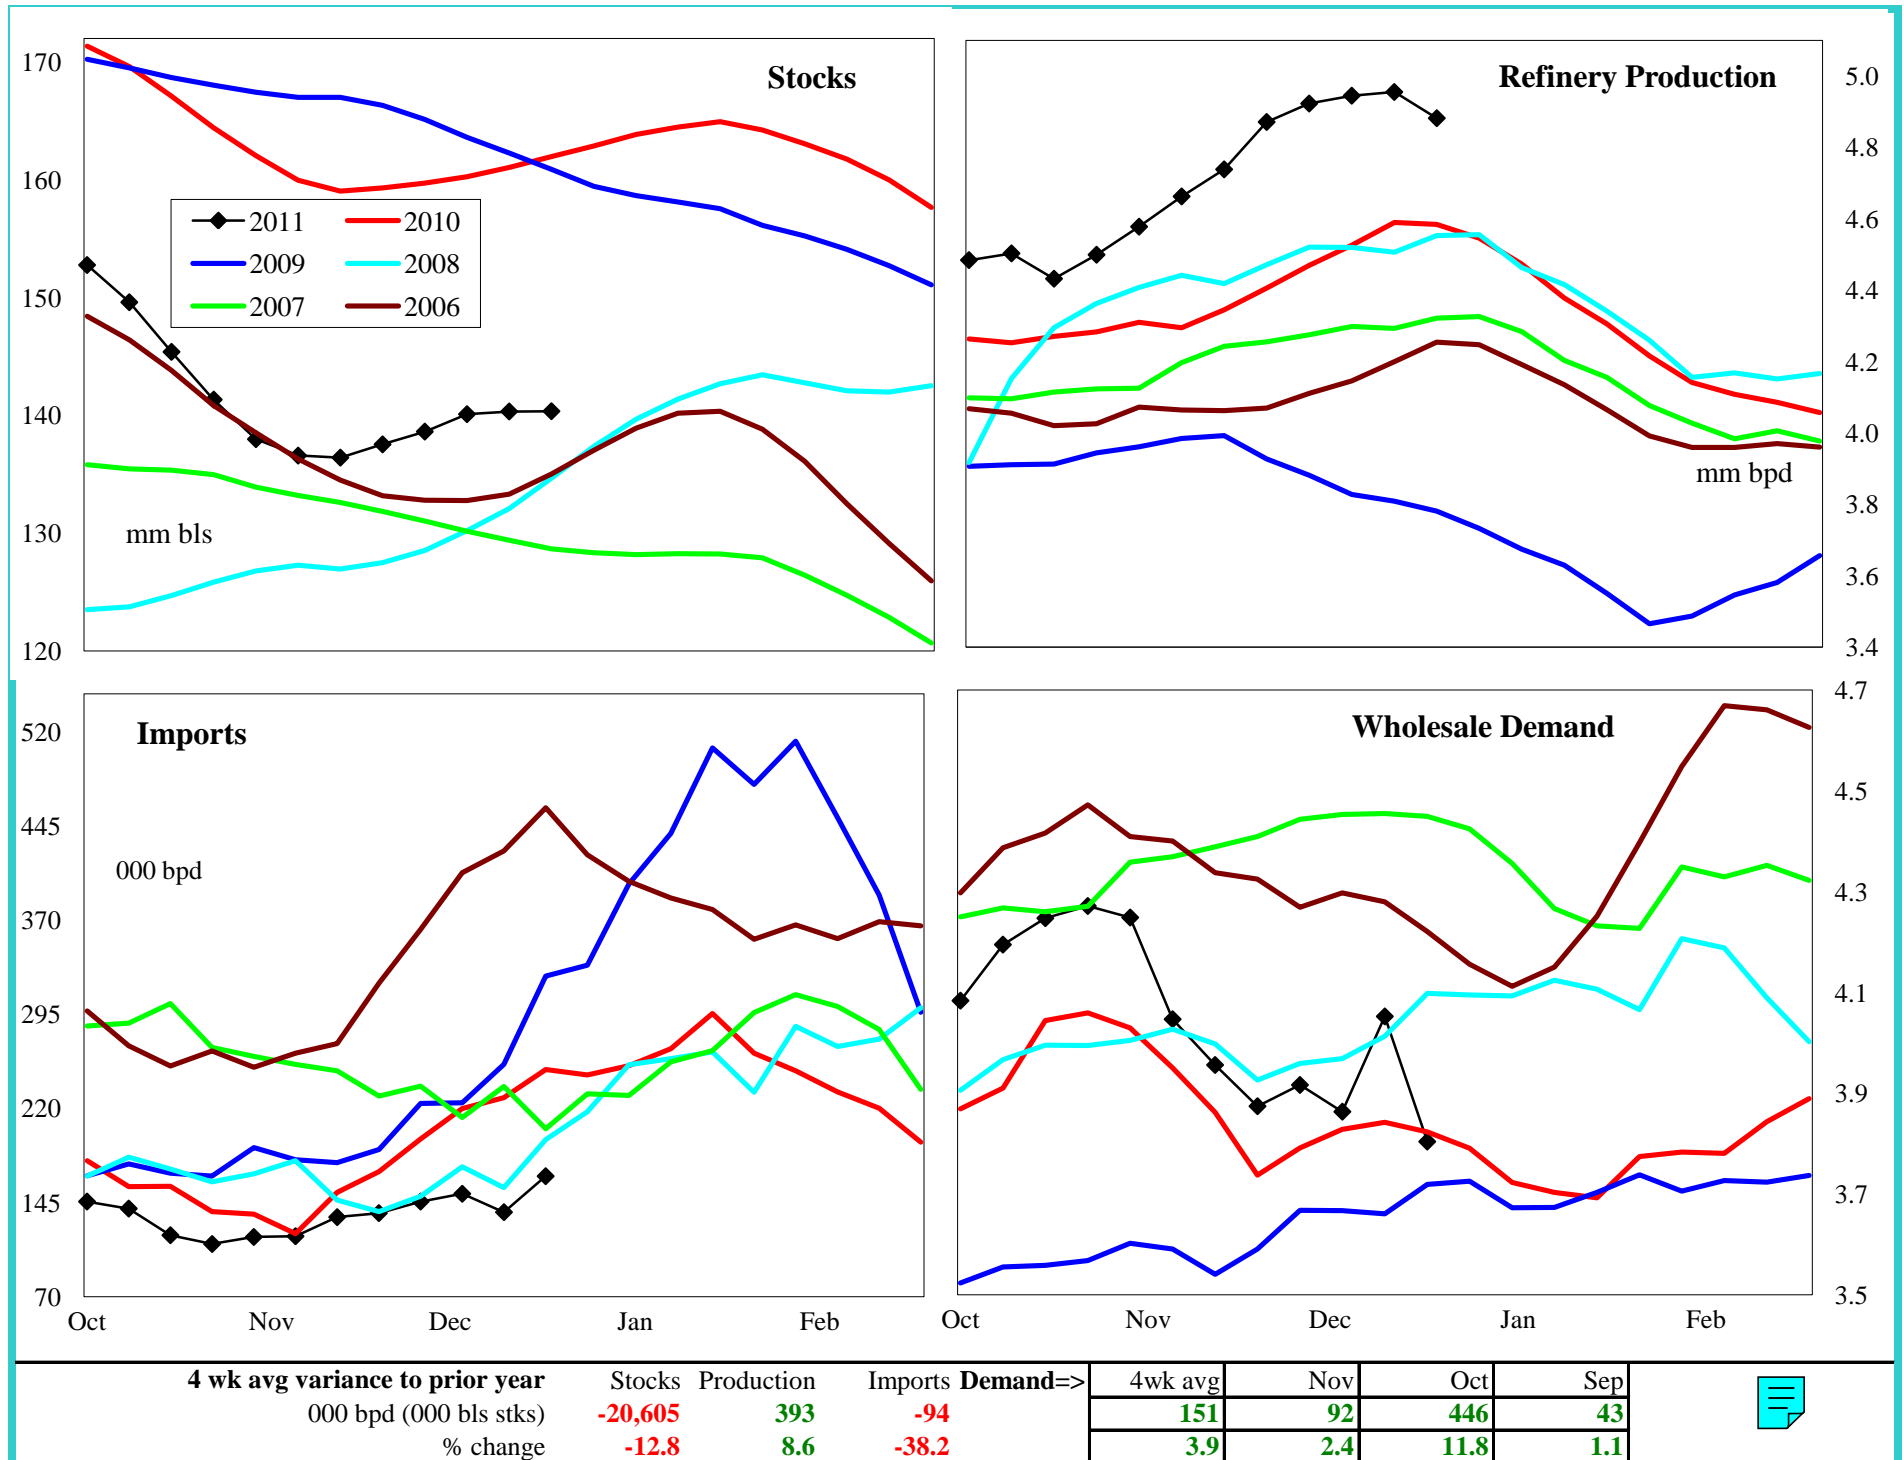 Stocks
170
160
150
140
130
120
2011
2010
2009
2008
2007
2006
mm bls
Refinery Production
5.0
4.8
4.6
4.4
4.2
4.0
3.8
3.6
3.4
mm bpd
Imports
520
445
370
295
220
145
70
000 bpd
Oct Nov Dec Jan Feb
Wholesale Demand
4.7
4.5
4.3
4.1
3.9
3.7
3.5
Oct Nov Dec Jan Feb
4 wk avg variance to prior year Stocks Production Imports Demand=> 4wk avg Nov Oct Sep
000 bpd (000 bls stks) -20,605 393 -94 151 92 446 43
% change -12.8 8.6 -38.2 3.9 2.4 11.8 1.1